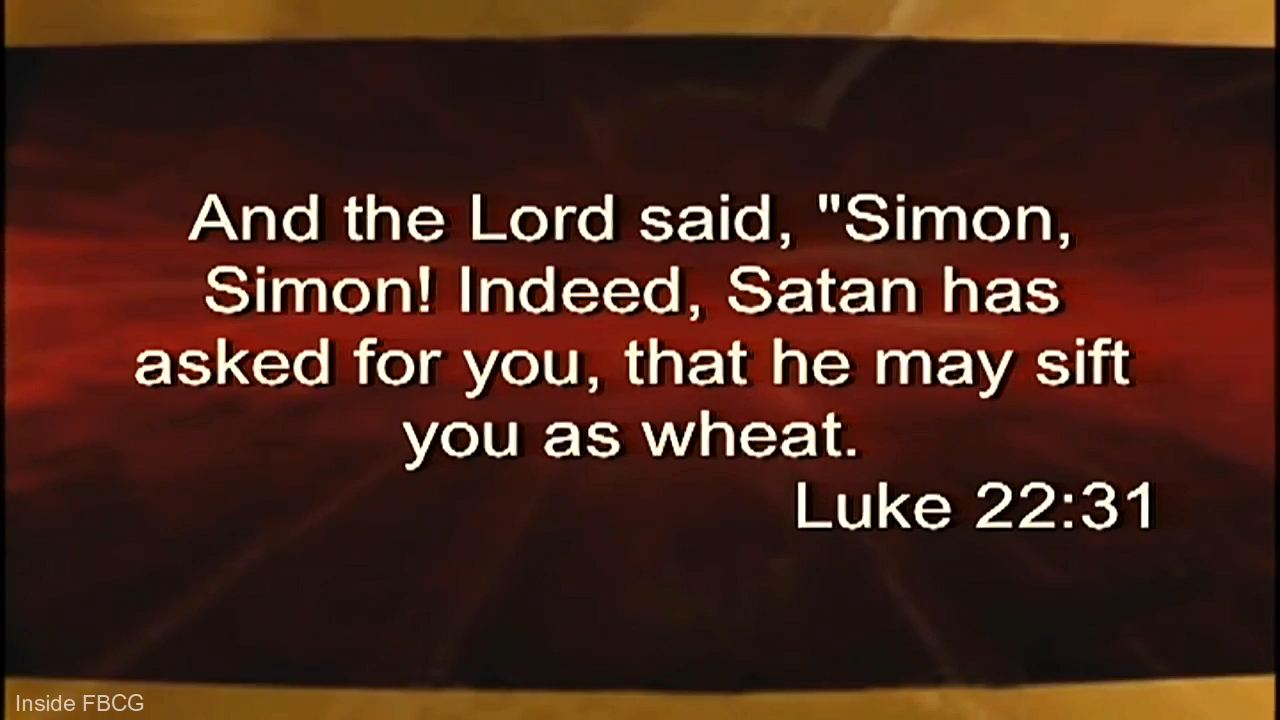 And the Lord said, "Simon,
Simon! Indeed, Satan has
asked for you, that he may sift
you as wheat.
Luke 22:31
Inside FBCG